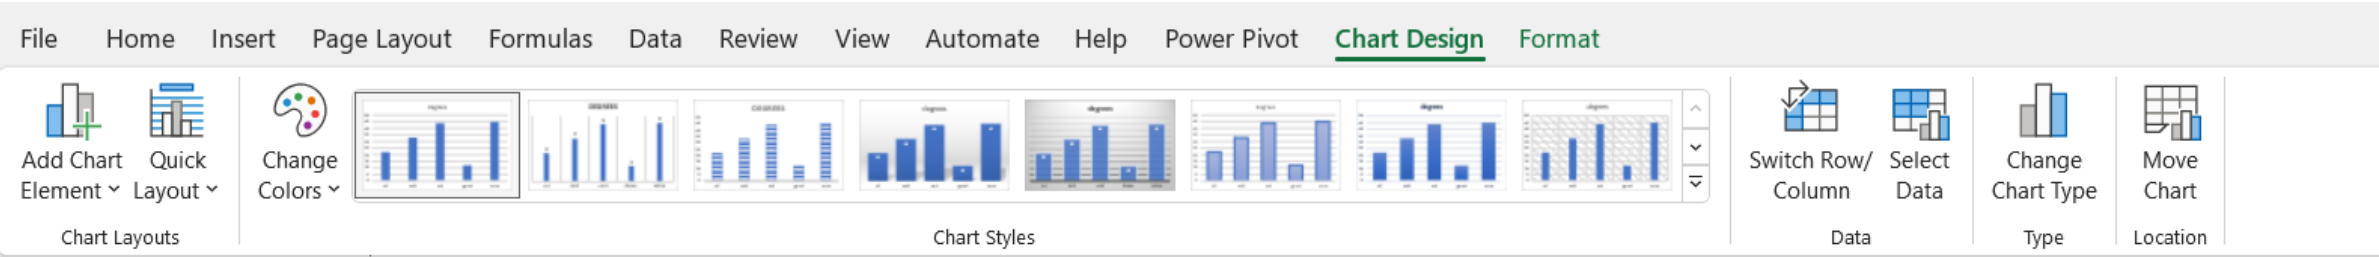 File Home Insert Page Layout Formulas Data Review View Automate Help Power Pivot Chart Design Format
Add Chart Element
Quick Layout
Chart Layouts
Change Colors
Chart Styles
Switch Row/ Column
Select Data
Data
Change Chart Type
Type
Move Chart
Location